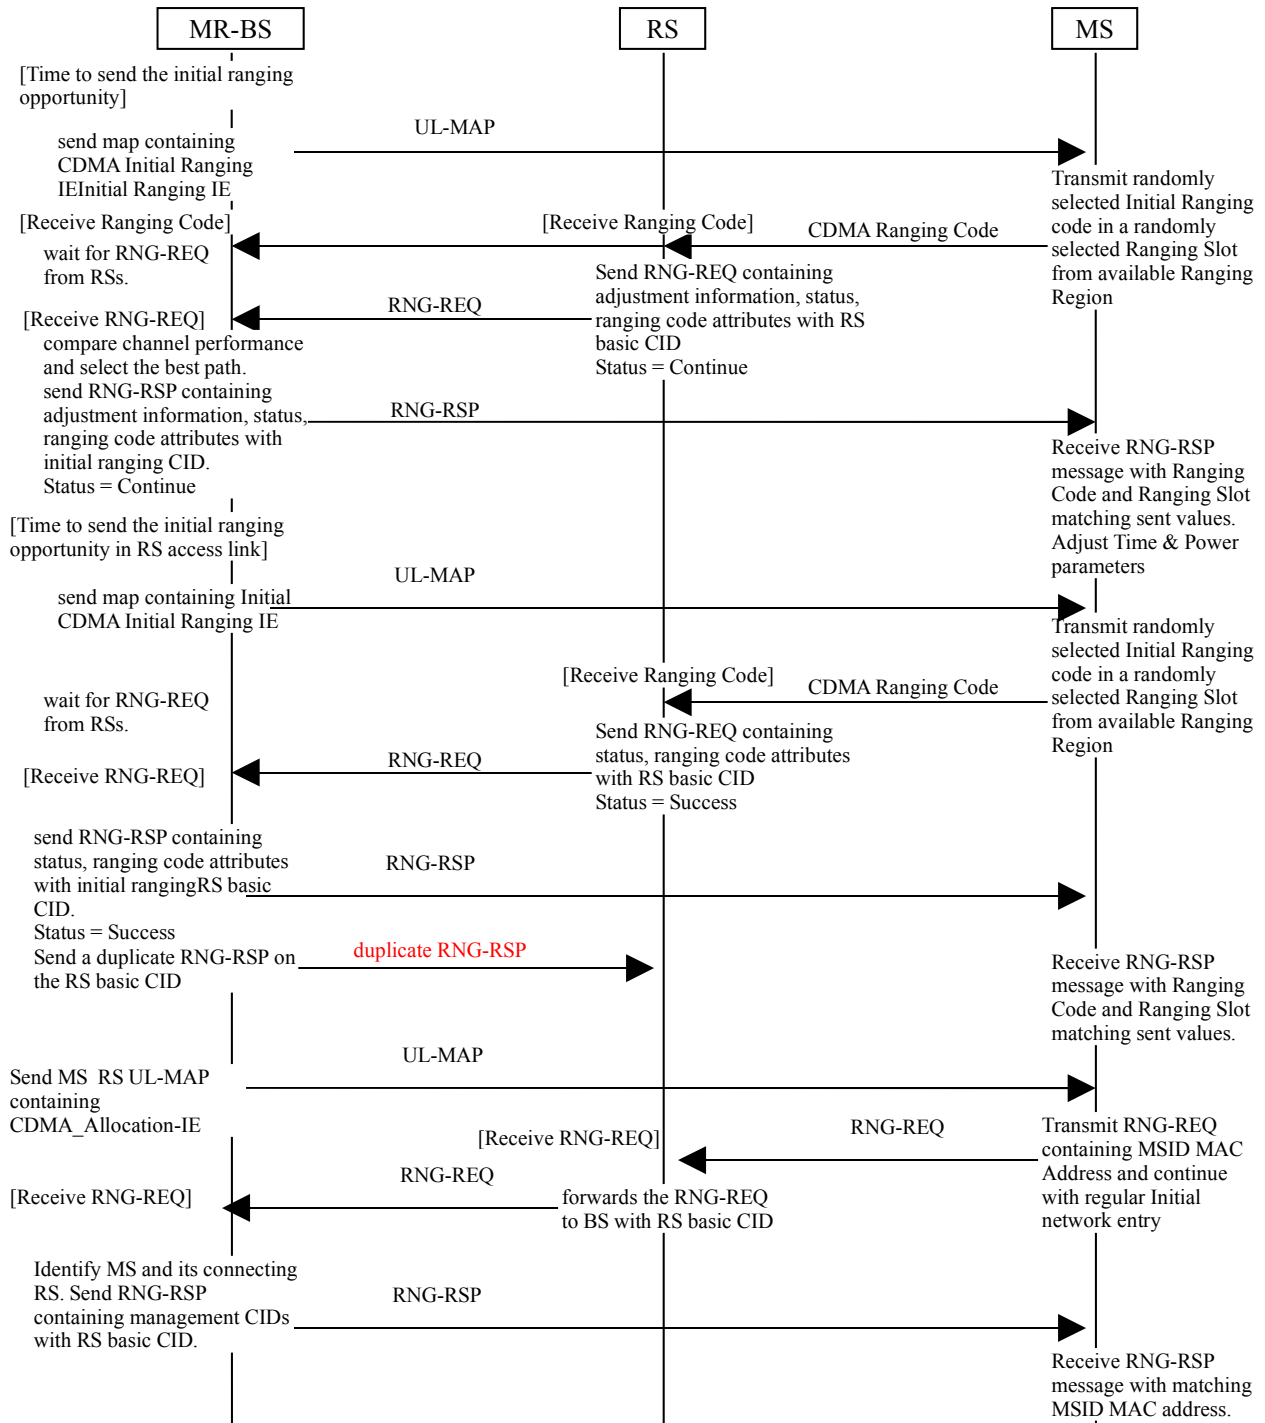 MR-BS
RS
MS
[Time to send the initial ranging
opportunity]
UL-MAP
send map containing
CDMA Initial Ranging
IEInitial Ranging IE
Transmit randomly
selected Initial Ranging
code in a randomly
selected Ranging Slot
from available Ranging
Region
[Receive Ranging Code]
[Receive Ranging Code]
CDMA Ranging Code
wait for RNG-REQ
from RSs.
Send RNG-REQ containing
adjustment information, status,
ranging code attributes with RS
basic CID
Status = Continue
RNG-REQ
[Receive RNG-REQ]
compare channel performance
and select the best path.
send RNG-RSP containing
adjustment information, status,
ranging code attributes with
initial ranging CID.
Status = Continue
RNG-RSP
Receive RNG-RSP
message with Ranging
Code and Ranging Slot
matching sent values.
Adjust Time & Power
parameters
[Time to send the initial ranging
opportunity in RS access link]
UL-MAP
send map containing Initial
CDMA Initial Ranging IE
Transmit randomly
selected Initial Ranging
code in a randomly
selected Ranging Slot
from available Ranging
Region
[Receive Ranging Code]
CDMA Ranging Code
wait for RNG-REQ
from RSs.
Send RNG-REQ containing
status, ranging code attributes
with RS basic CID
Status = Success
RNG-REQ
[Receive RNG-REQ]
send RNG-RSP containing
status, ranging code attributes
with initial rangingRS basic
CID.
Status = Success
Send a duplicate RNG-RSP on
the RS basic CID
RNG-RSP
duplicate RNG-RSP
Receive RNG-RSP
message with Ranging
Code and Ranging Slot
matching sent values.
UL-MAP
Send MS  RS UL-MAP
containing
CDMA_Allocation-IE
Transmit RNG-REQ
containing MSID MAC
Address and continue
with regular Initial
network entry
RNG-REQ
[Receive RNG-REQ]
RNG-REQ
forwards the RNG-REQ
to BS with RS basic CID
[Receive RNG-REQ]
Identify MS and its connecting
RS. Send RNG-RSP
containing management CIDs
with RS basic CID.
RNG-RSP
Receive RNG-RSP
message with matching
MSID MAC address.